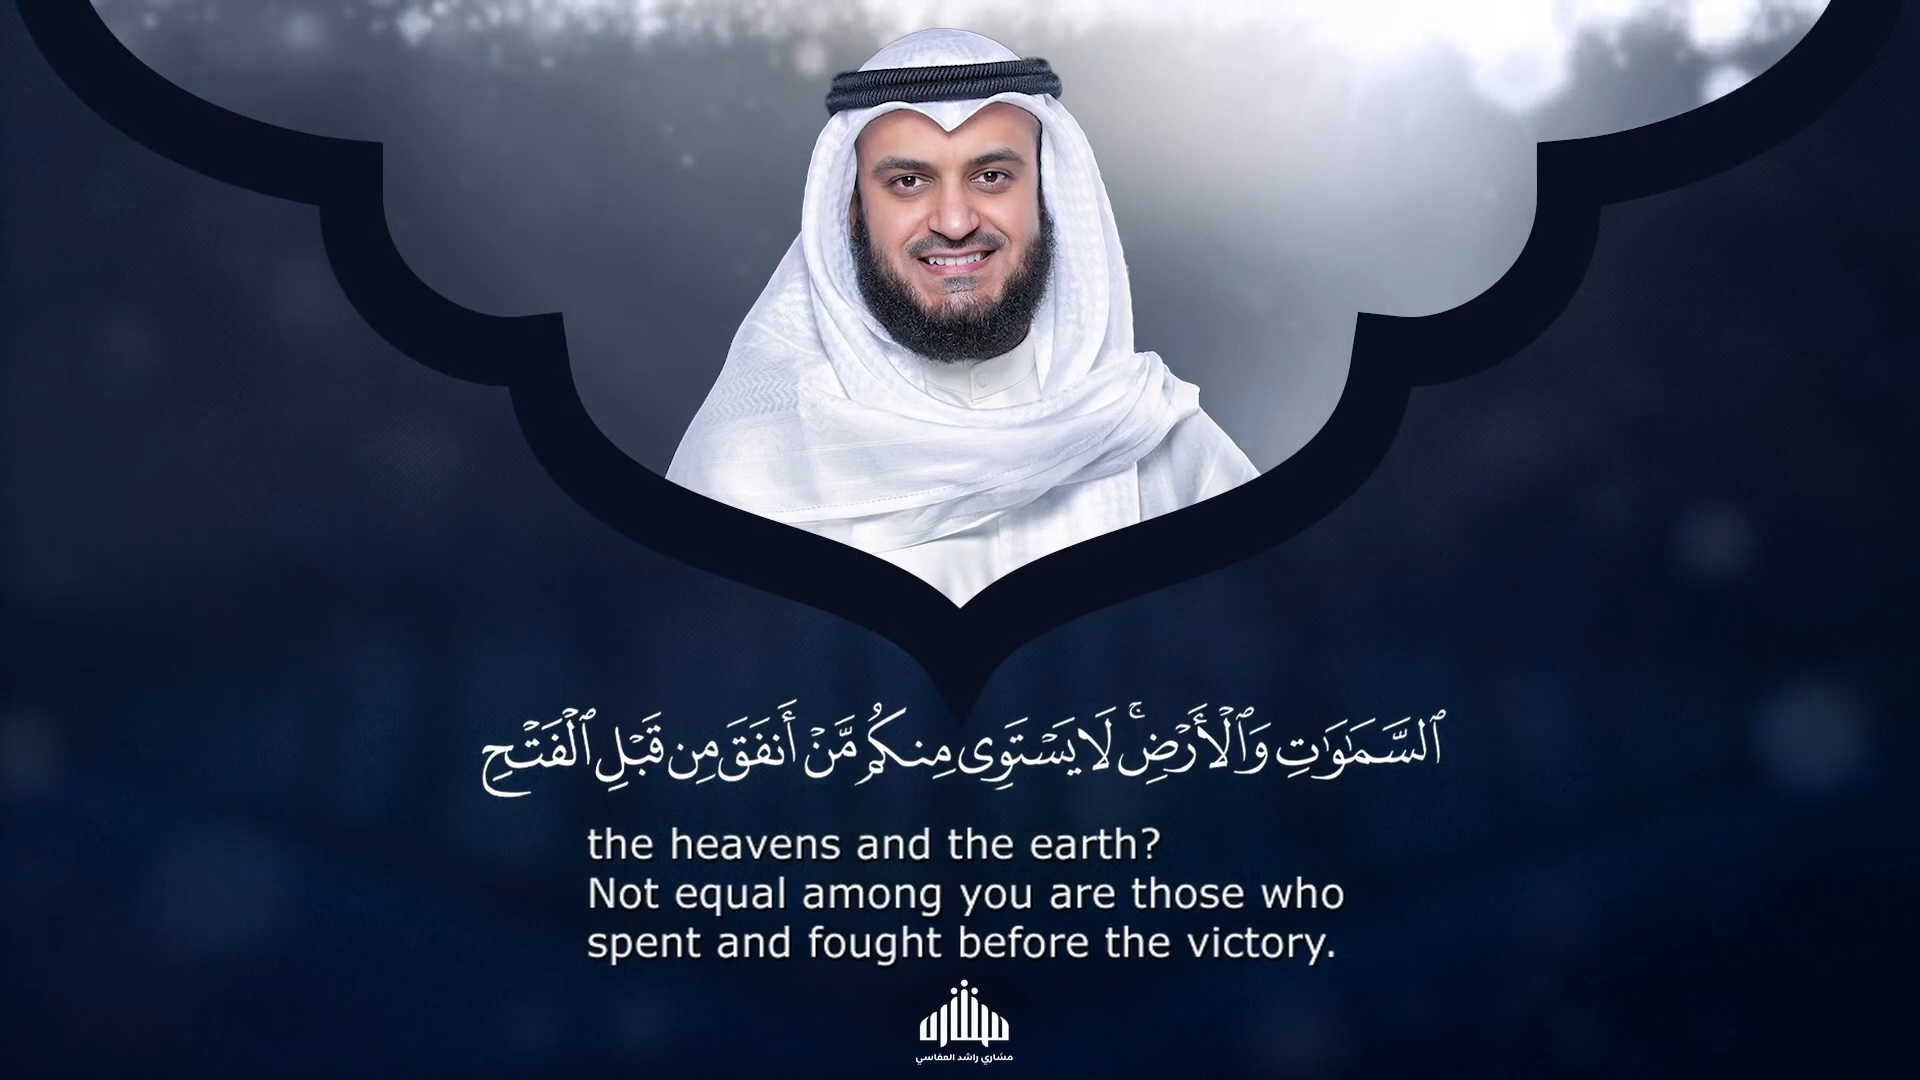 ٱلسَّمَٰوَٰتِ وَٱلْأَرْضِ ۚ لَا يَسْتَوِى مِنكُم مَّنْ أَنفَقَ مِن قَبْلِ ٱلْفَتْحِ
the heavens and the earth?
Not equal among you are those who
spent and fought before the victory.
مشاري راشد العفاسي